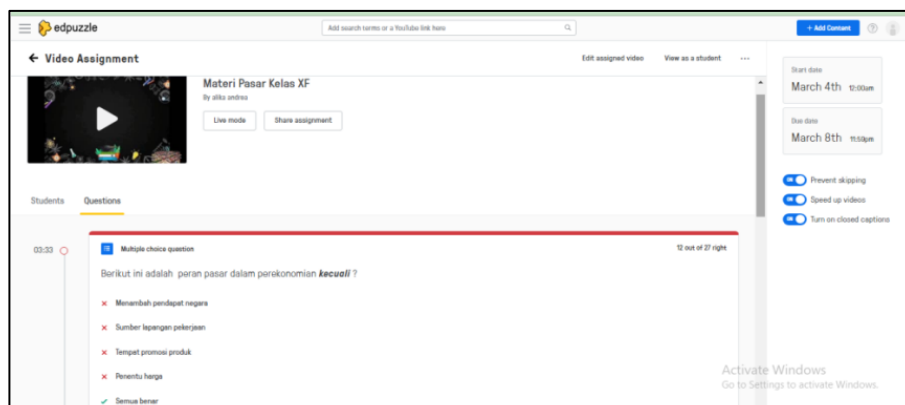 edpuzzle
Add search terms or a YouTube link here
+ Add Content
← Video Assignment
Edit assigned video
View as a student
...
Materi Pasar Kelas XF
By alika andrea
Live mode
Share assignment
Start date
March 4th 12:00am
Due date
March 8th 11:59pm
ON Prevent skipping
ON Speed up videos
ON Turn on closed captions
Students
Questions
03:33
Multiple choice question
12 out of 27 right
Berikut ini adalah peran pasar dalam perekonomian kecuali ?
× Menambah pendapat negara
× Sumber lapangan pekerjaan
× Tempat promosi produk
× Penentu harga
✓ Semua benar
Activate Windows
Go to Settings to activate Windows.